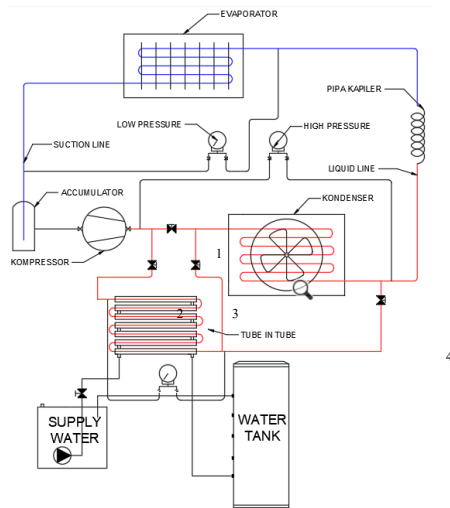 EVAPORATOR
PIPA KAPILER
LOW PRESSURE
HIGH PRESSURE
SUCTION LINE
LIQUID LINE
ACCUMULATOR
KONDENSER
KOMPRESSOR
1
2
3
TUBE IN TUBE
4
SUPPLY
WATER
WATER
TANK